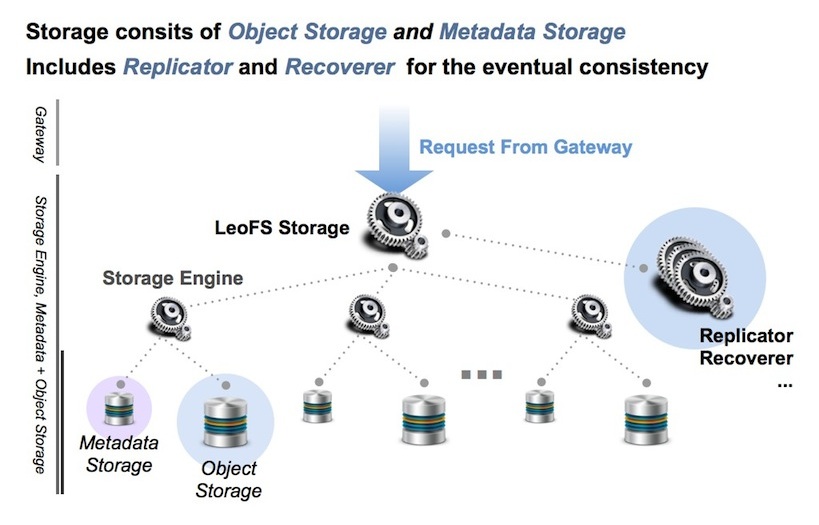 Storage consits of Object Storage and Metadata Storage
Includes Replicator and Recoverer for the eventual consistency
Gateway
Request From Gateway
Storage Engine, Metadata + Object Storage
LeoFS Storage
Storage Engine
Replicator
Recoverer
...
Metadata
Storage
Object
Storage